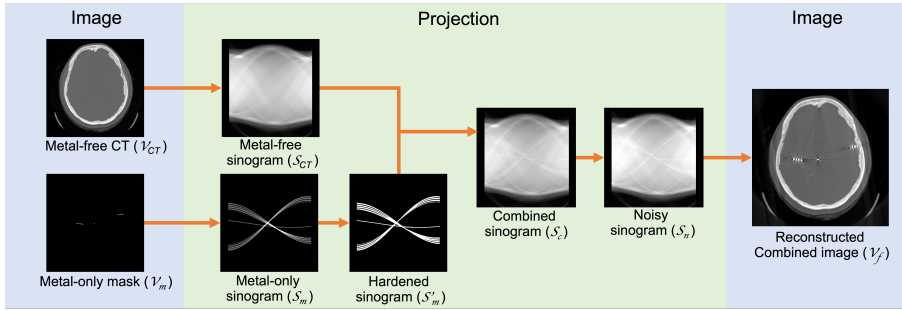 Image
Projection
Image
Metal-free CT (𝒱CT)
Metal-free
sinogram (𝒮CT)
Metal-only mask (𝒱m)
Metal-only
sinogram (𝒮m)
Hardened
sinogram (𝒮'm)
Combined
sinogram (𝒮c)
Noisy
sinogram (𝒮n)
Reconstructed
Combined image (𝒱f)